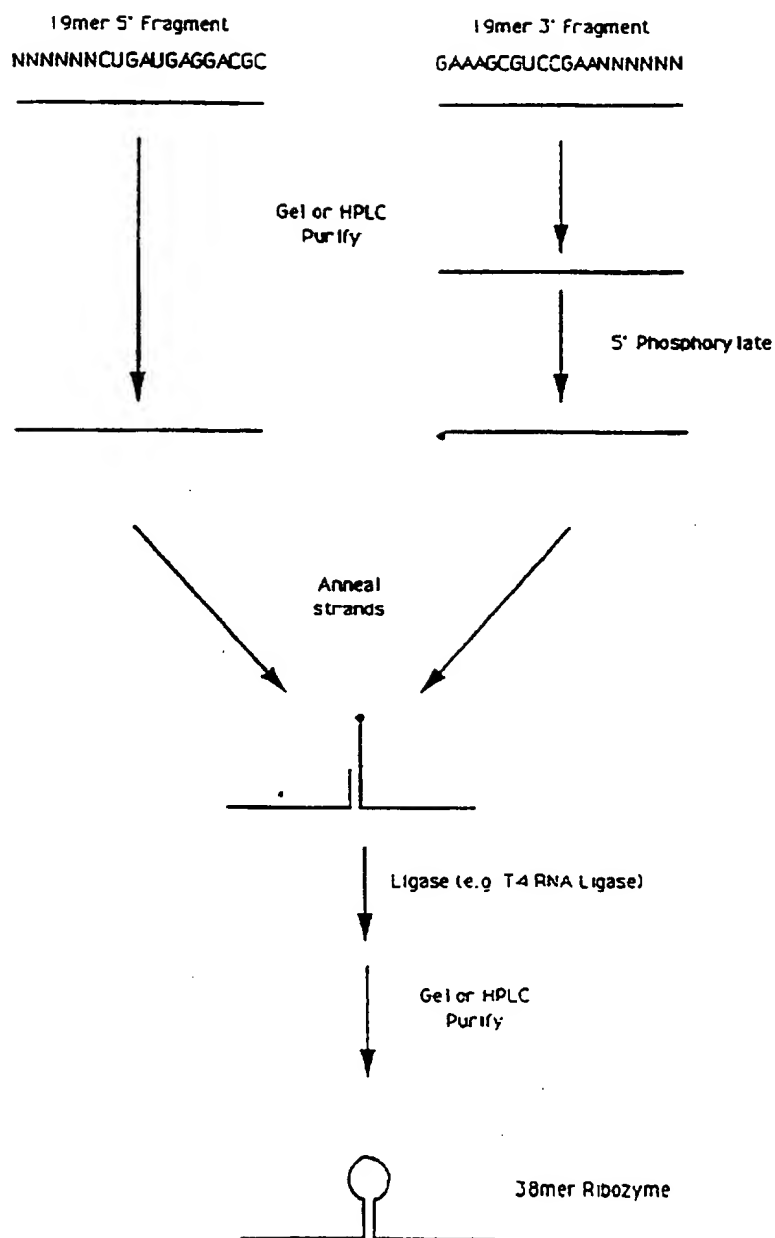 19mer 5' Fragment
NNNNNNCUGAUGAGGACGC
19mer 3' Fragment
GAAAGCGUCCGAANNNNNN
Gel or HPLC
Purify
5' Phosphorylate
Anneal
strands
Ligase (e.g T4 RNA Ligase)
Gel or HPLC
Purify
38mer Ribozyme